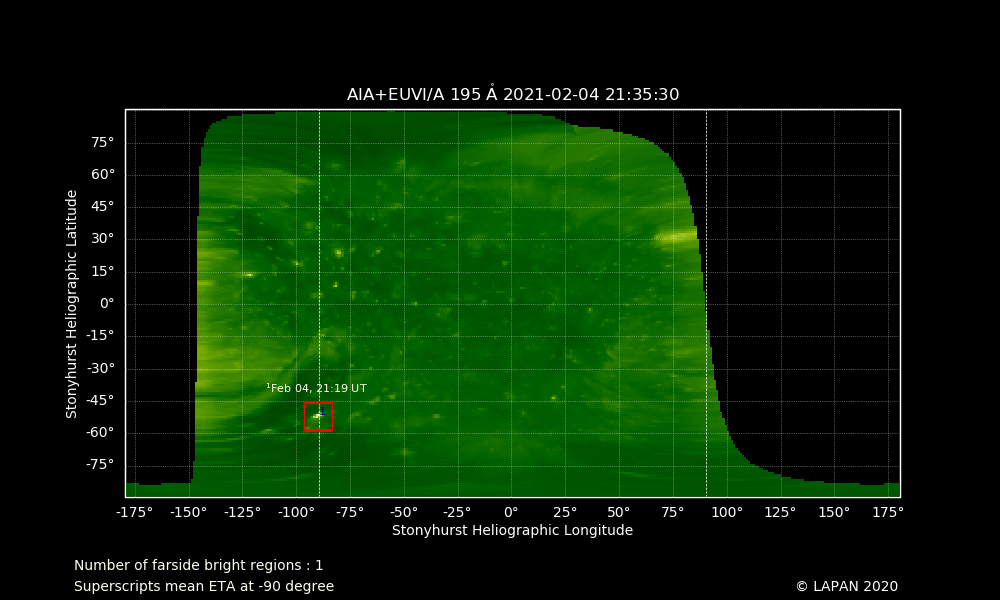 AIA+EUVI/A 195 Å 2021-02-04 21:35:30
Stonyhurst Heliographic Latitude
75°
60°
45°
30°
15°
0°
-15°
-30°
-45°
-60°
-75°
¹Feb 04, 21:19 UT
-175° -150° -125° -100° -75° -50° -25° 0° 25° 50° 75° 100° 125° 150° 175°
Stonyhurst Heliographic Longitude
Number of farside bright regions : 1
Superscripts mean ETA at -90 degree
© LAPAN 2020